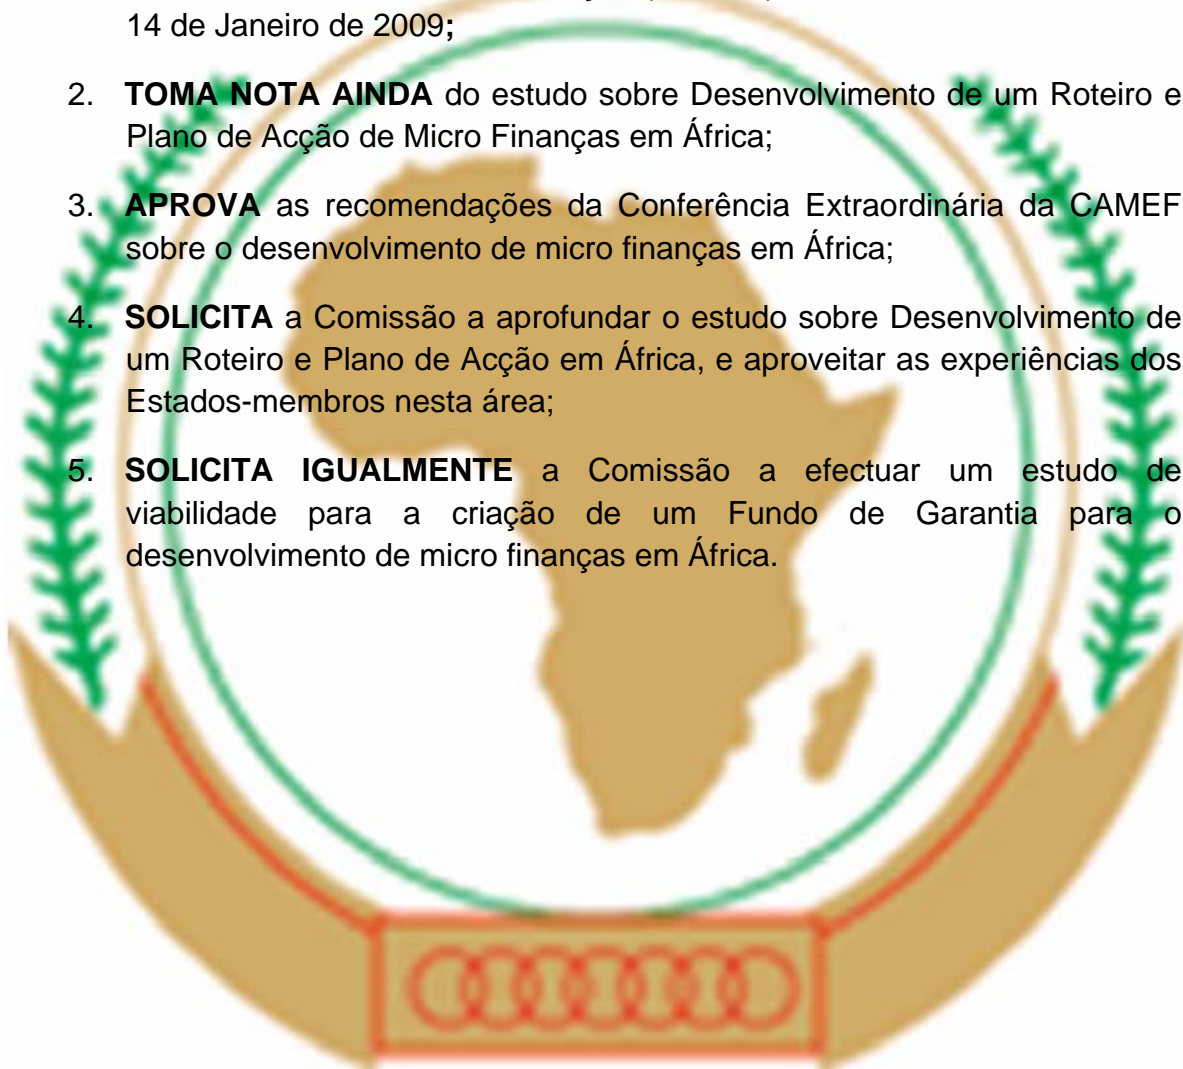 14 de Janeiro de 2009;
2. TOMA NOTA AINDA do estudo sobre Desenvolvimento de um Roteiro e
Plano de Acção de Micro Finanças em África;
3. APROVA as recomendações da Conferência Extraordinária da CAMEF
sobre o desenvolvimento de micro finanças em África;
4. SOLICITA a Comissão a aprofundar o estudo sobre Desenvolvimento de
um Roteiro e Plano de Acção em África, e aproveitar as experiências dos
Estados-membros nesta área;
5. SOLICITA IGUALMENTE a Comissão a efectuar um estudo de
viabilidade para a criação de um Fundo de Garantia para o
desenvolvimento de micro finanças em África.